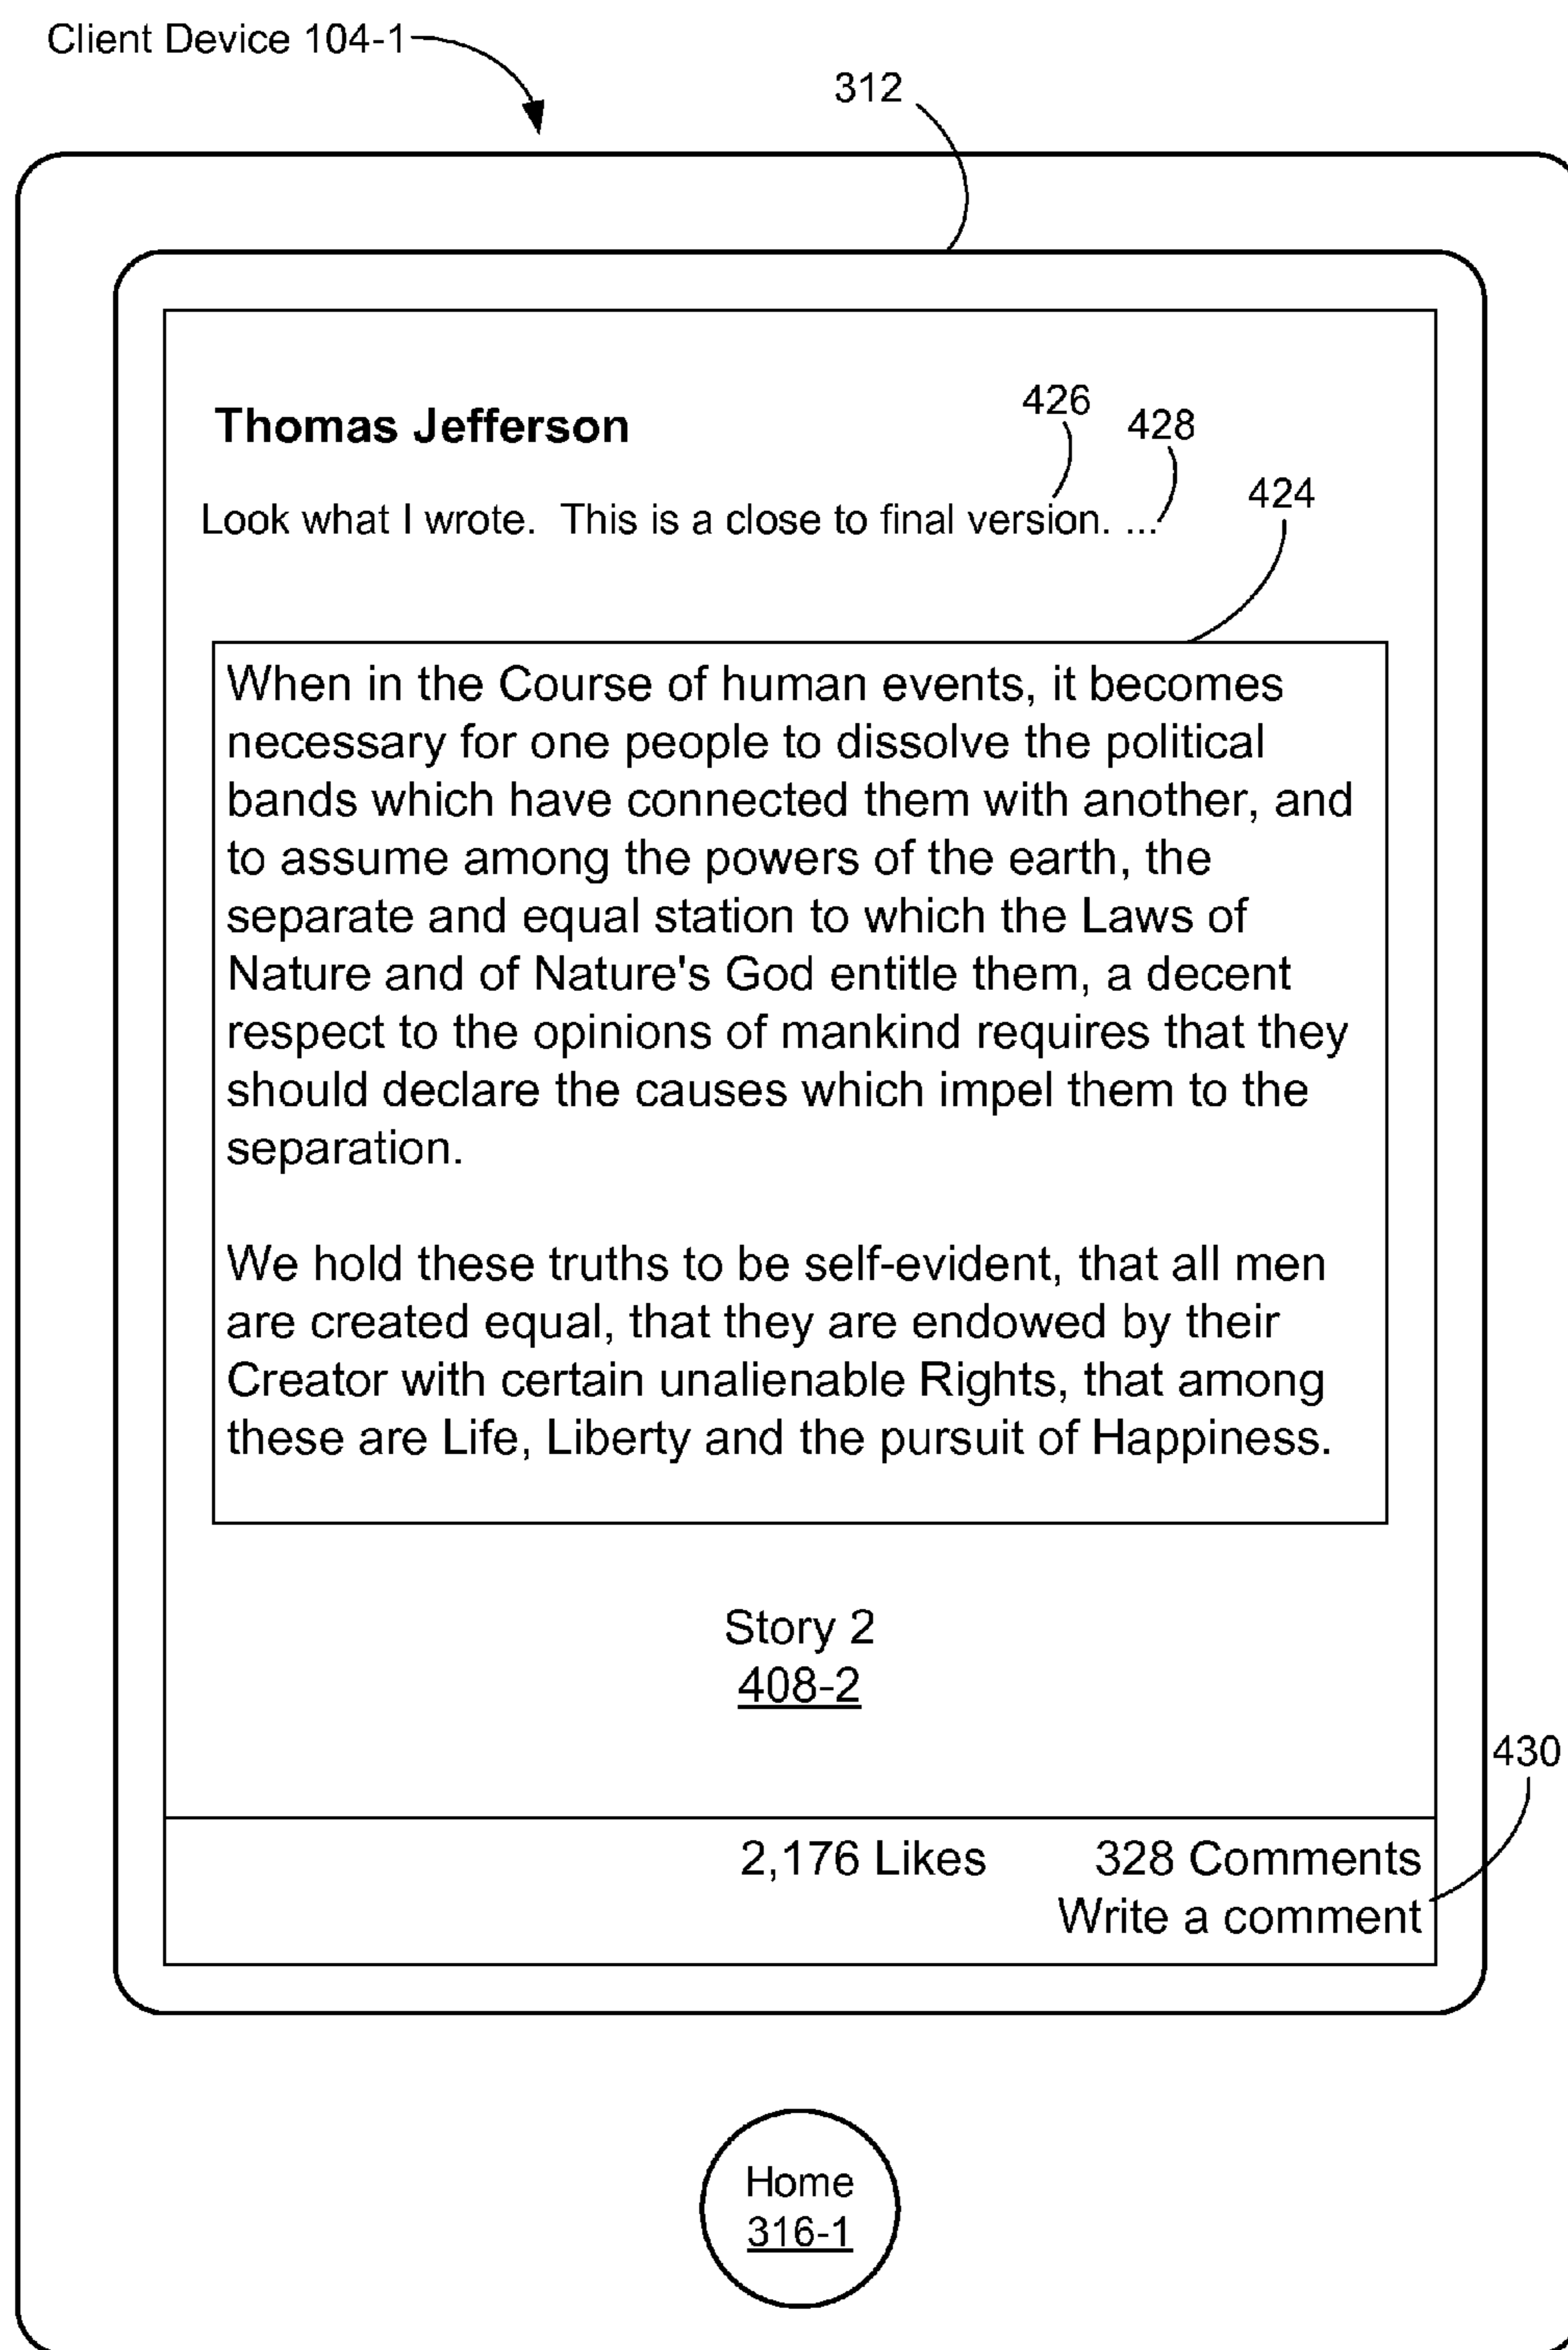 Client Device 104-1
312
Thomas Jefferson
426
428
424
Look what I wrote.  This is a close to final version. ...
When in the Course of human events, it becomes
necessary for one people to dissolve the political
bands which have connected them with another, and
to assume among the powers of the earth, the
separate and equal station to which the Laws of
Nature and of Nature's God entitle them, a decent
respect to the opinions of mankind requires that they
should declare the causes which impel them to the
separation.
We hold these truths to be self-evident, that all men
are created equal, that they are endowed by their
Creator with certain unalienable Rights, that among
these are Life, Liberty and the pursuit of Happiness.
Story 2
408-2
430
2,176 Likes 328 Comments
Write a comment
Home
316-1